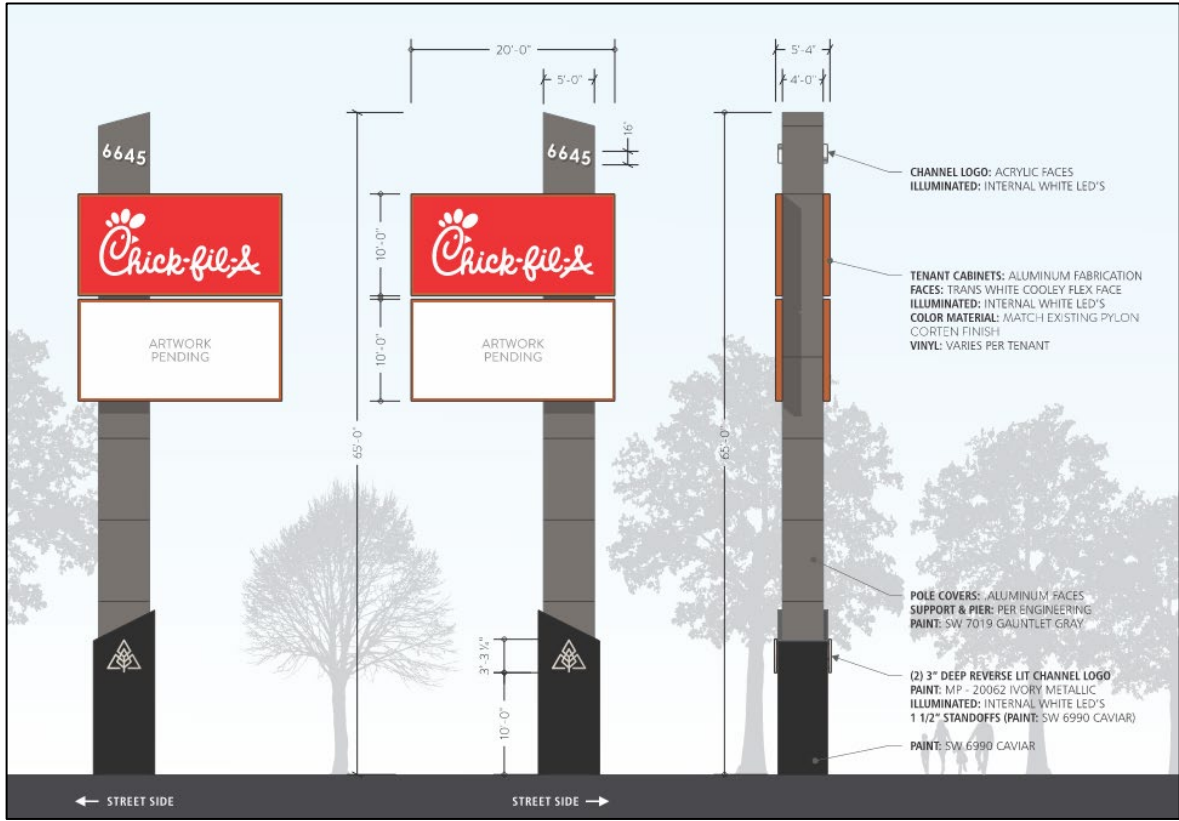 20'-0"
5'-0"
5'-4"
4'-0"
16"
6645
6645
CHANNEL LOGO: ACRYLIC FACES
ILLUMINATED: INTERNAL WHITE LED'S
Chick-fil-A
10'-0"
Chick-fil-A
TENANT CABINETS: ALUMINUM FABRICATION
FACES: TRANS WHITE COOLEY FLEX FACE
ILLUMINATED: INTERNAL WHITE LED'S
COLOR MATERIAL: MATCH EXISTING PYLON
CORTEN FINISH
VINYL: VARIES PER TENANT
ARTWORK
PENDING
10'-0"
ARTWORK
PENDING
65'-0"
65'-0"
POLE COVERS: .ALUMINUM FACES
SUPPORT & PIER: PER ENGINEERING
PAINT: SW 7019 GAUNTLET GRAY
3'-3 ¼"
10'-0"
(2) 3" DEEP REVERSE LIT CHANNEL LOGO
PAINT: MP - 20062 IVORY METALLIC
ILLUMINATED: INTERNAL WHITE LED'S
1 1/2" STANDOFFS (PAINT: SW 6990 CAVIAR)
PAINT: SW 6990 CAVIAR
STREET SIDE
STREET SIDE